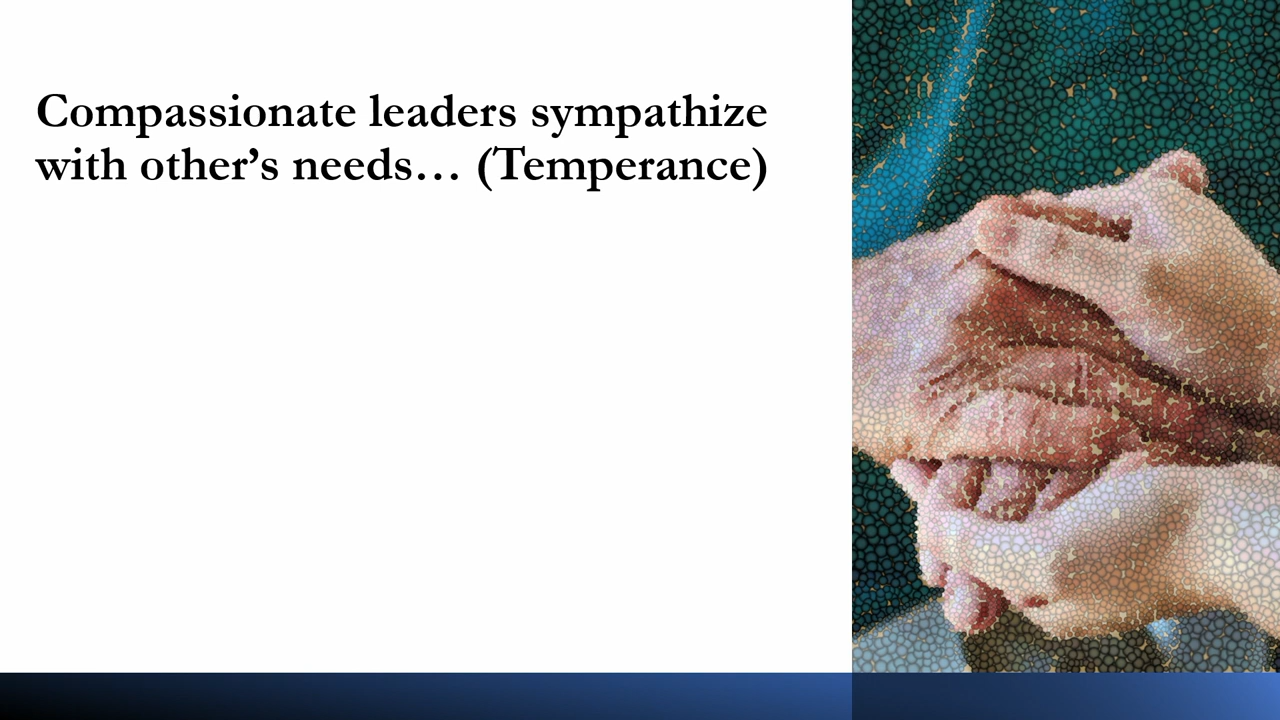 Compassionate leaders sympathize
with other’s needs… (Temperance)